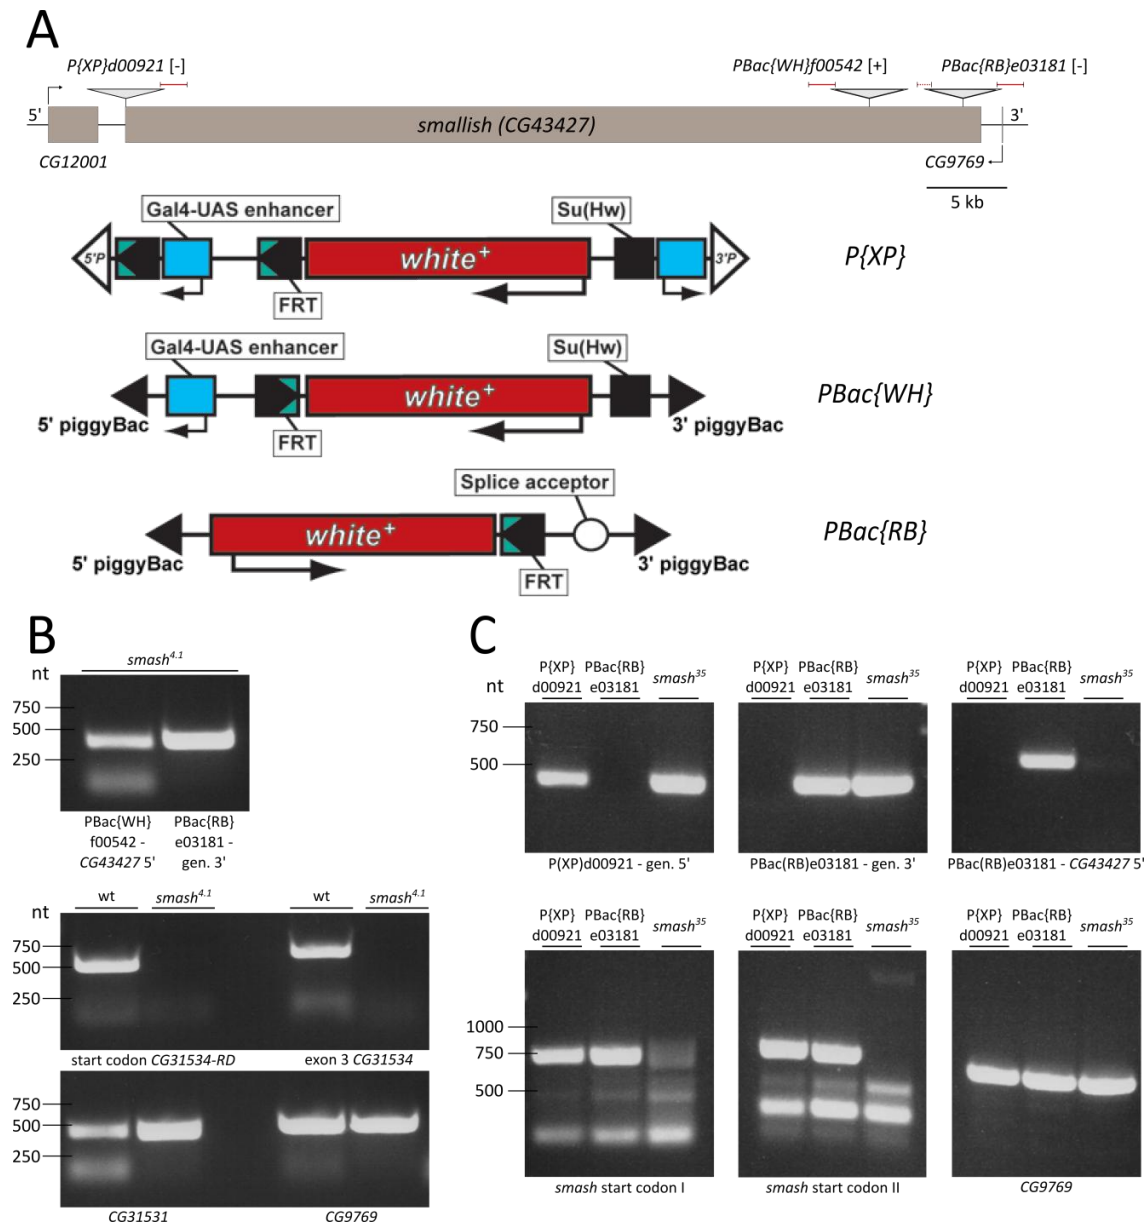 A
P{XP}d00921 [-]
PBac{WH}f00542 [+]
PBac{RB}e03181 [-]
5'
smallish (CG43427)
3'
CG12001
CG9769
5 kb
Gal4-UAS enhancer
Su(Hw)
5'P
white+
3'P
P{XP}
FRT
Gal4-UAS enhancer
Su(Hw)
white+
PBac{WH}
5' piggyBac
FRT
3' piggyBac
Splice acceptor
white+
PBac{RB}
5' piggyBac
FRT
3' piggyBac
B
smash4.1
nt
750
500
250
PBac{WH}
f00542 -
CG43427 5'
PBac{RB}
e03181 -
gen. 3'
wt
smash4.1
wt
smash4.1
nt
750
500
250
start codon CG31534-RD
exon 3 CG31534
750
500
250
CG31531
CG9769
C
P{XP}
d00921
PBac{RB}
e03181
smash35
P{XP}
d00921
PBac{RB}
e03181
smash35
P{XP}
d00921
PBac{RB}
e03181
smash35
nt
750
500
P(XP)d00921 - gen. 5'
PBac(RB)e03181 - gen. 3'
PBac(RB)e03181 - CG43427 5'
P{XP}
d00921
PBac{RB}
e03181
smash35
P{XP}
d00921
PBac{RB}
e03181
smash35
P{XP}
d00921
PBac{RB}
e03181
smash35
nt
1000
750
500
smash start codon I
smash start codon II
CG9769